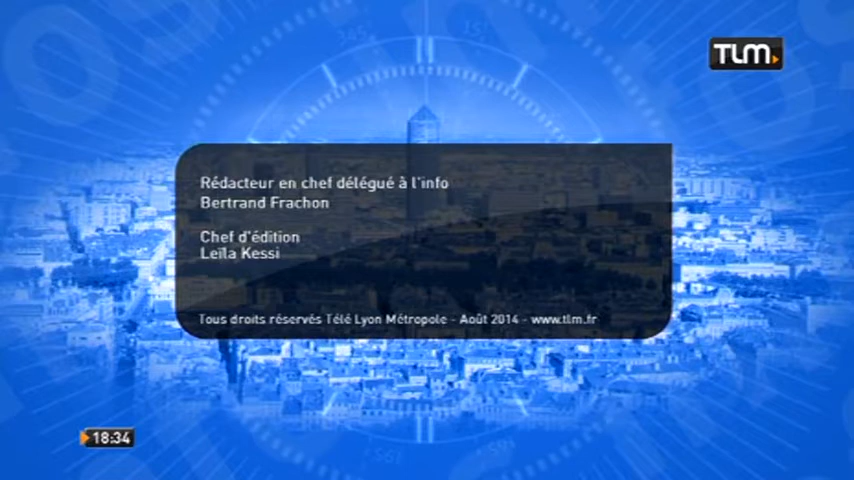 TLM
Rédacteur en chef délégué à l'info
Bertrand Frachon
Chef d'édition
Leïla Kessi
Tous droits réservés Télé Lyon Métropole - Août 2014 - www.tlm.fr
18:34